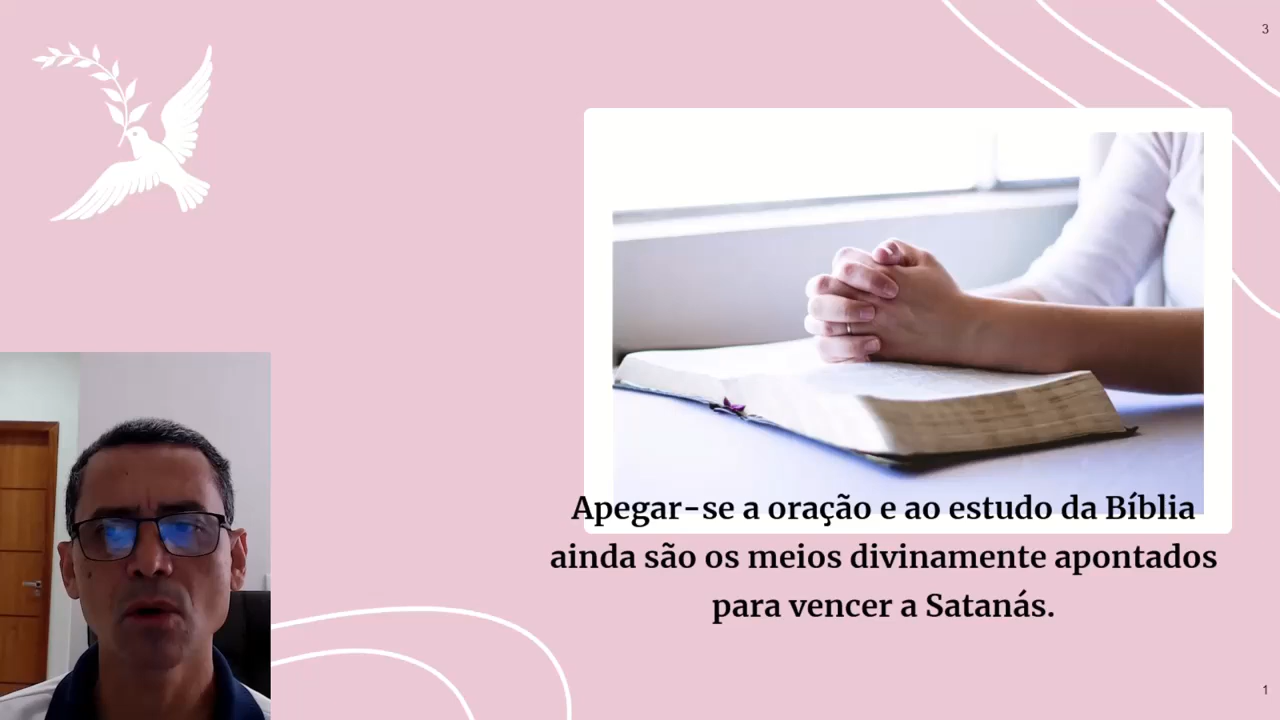 3
Apegar-se a oração e ao estudo da Bíblia
ainda são os meios divinamente apontados
para vencer a Satanás.
1